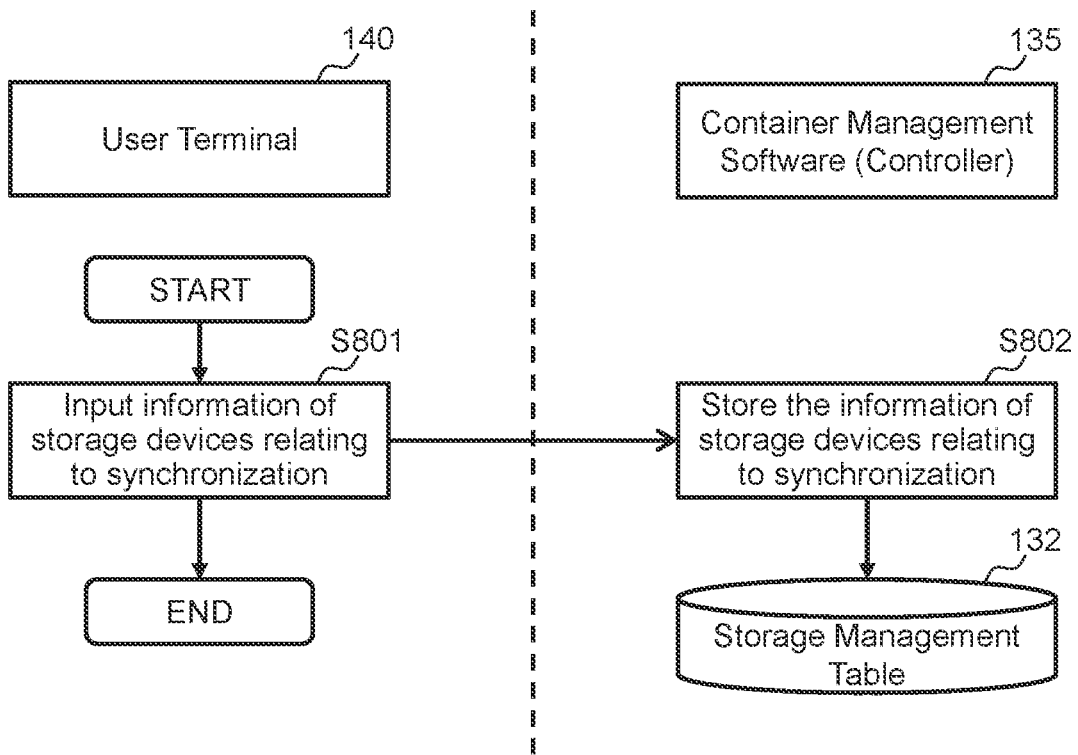 140
User Terminal
135
Container Management
Software (Controller)
START
S801
Input information of
storage devices relating
to synchronization
END
S802
Store the information of
storage devices relating
to synchronization
132
Storage Management
Table